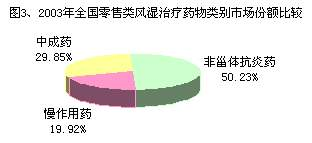 图3、2003年全国零售类风湿治疗药物类别市场份额比较
中成药
29.85%
非甾体抗炎药
50.23%
慢作用药
19.92%